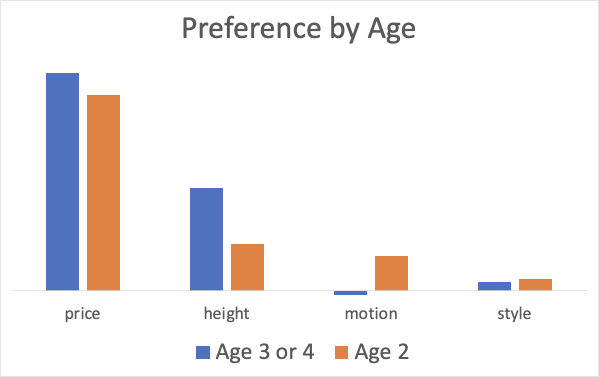 Preference by Age
price height motion style
Age 3 or 4 Age 2